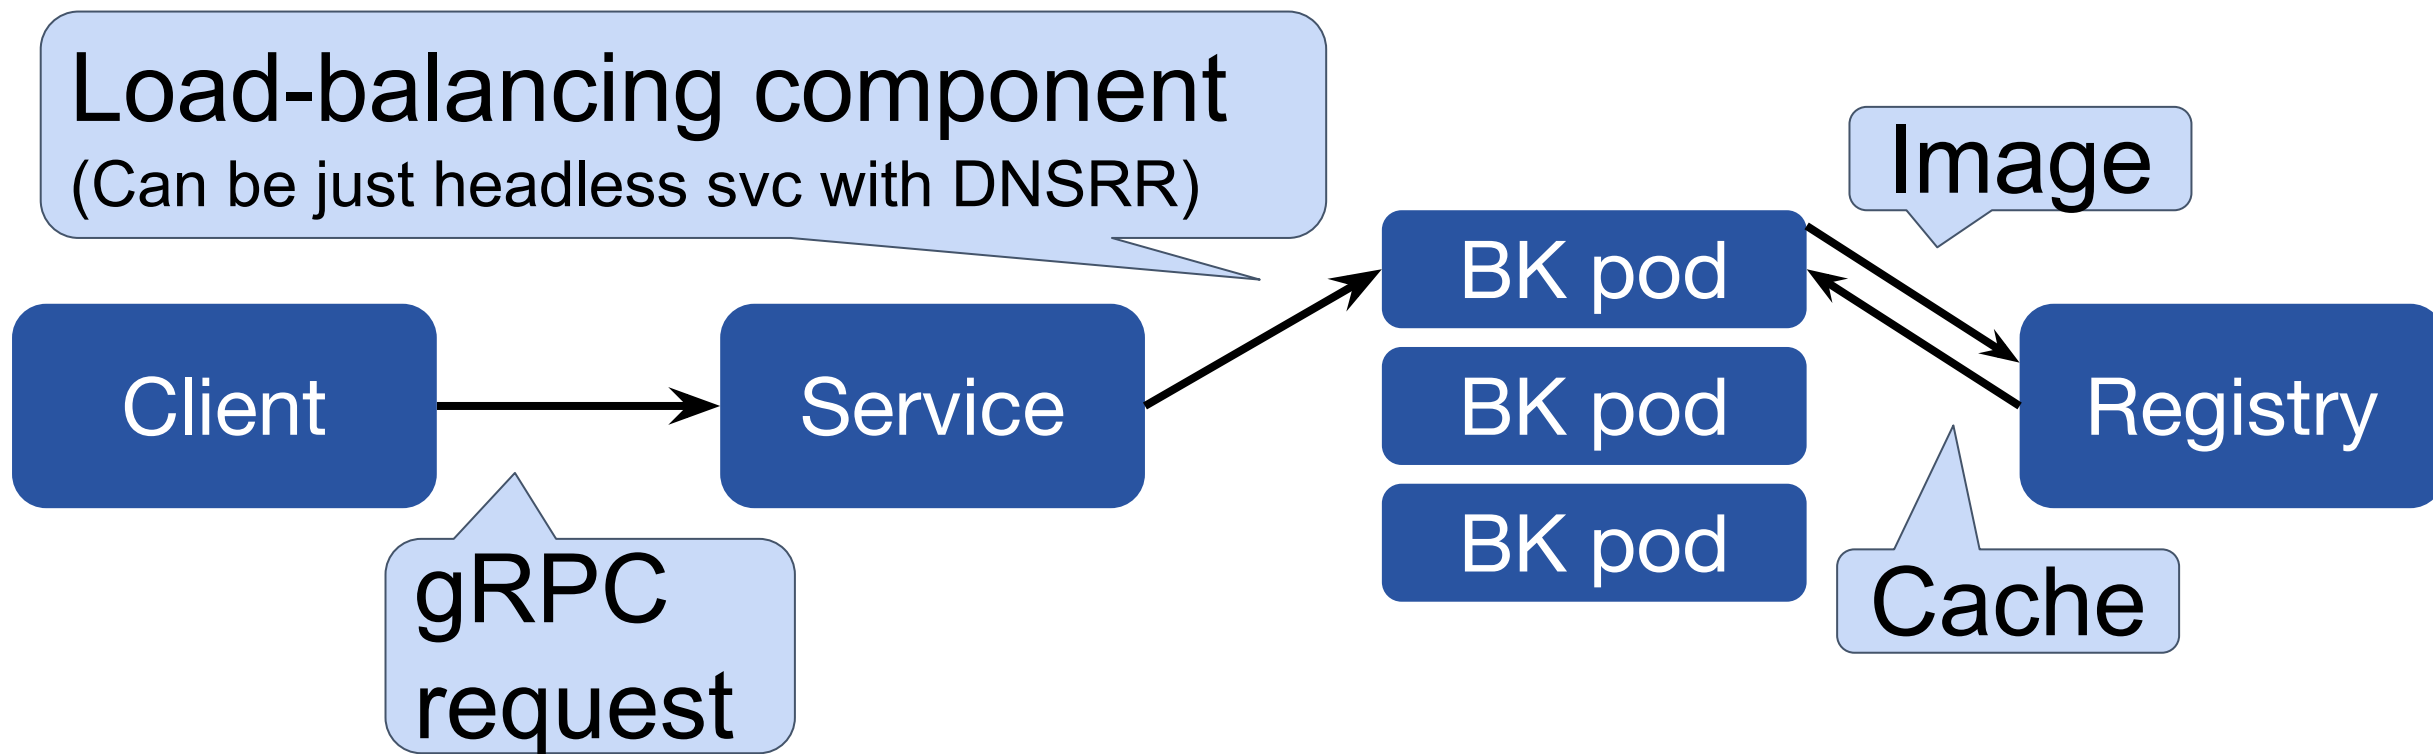 Load-balancing component
(Can be just headless svc with DNSRR)
Image
BK pod
Client
Service
BK pod
Registry
BK pod
gRPC
request
Cache